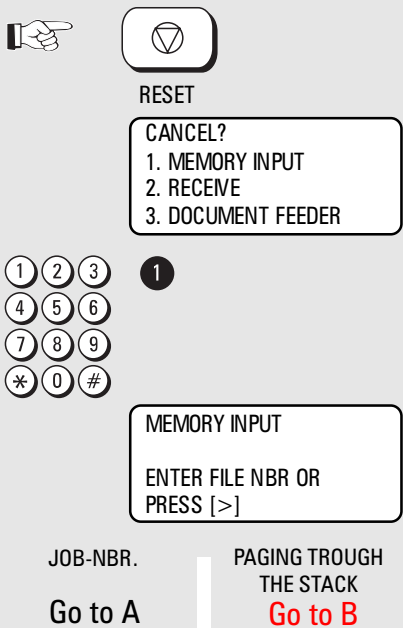 RESET
CANCEL?
1. MEMORY INPUT
2. RECEIVE
3. DOCUMENT FEEDER
1 2 3 1
4 5 6
7 8 9
* 0 #
MEMORY INPUT
ENTER FILE NBR OR
PRESS [>]
JOB-NBR.
Go to A
PAGING TROUGH
THE STACK
Go to B